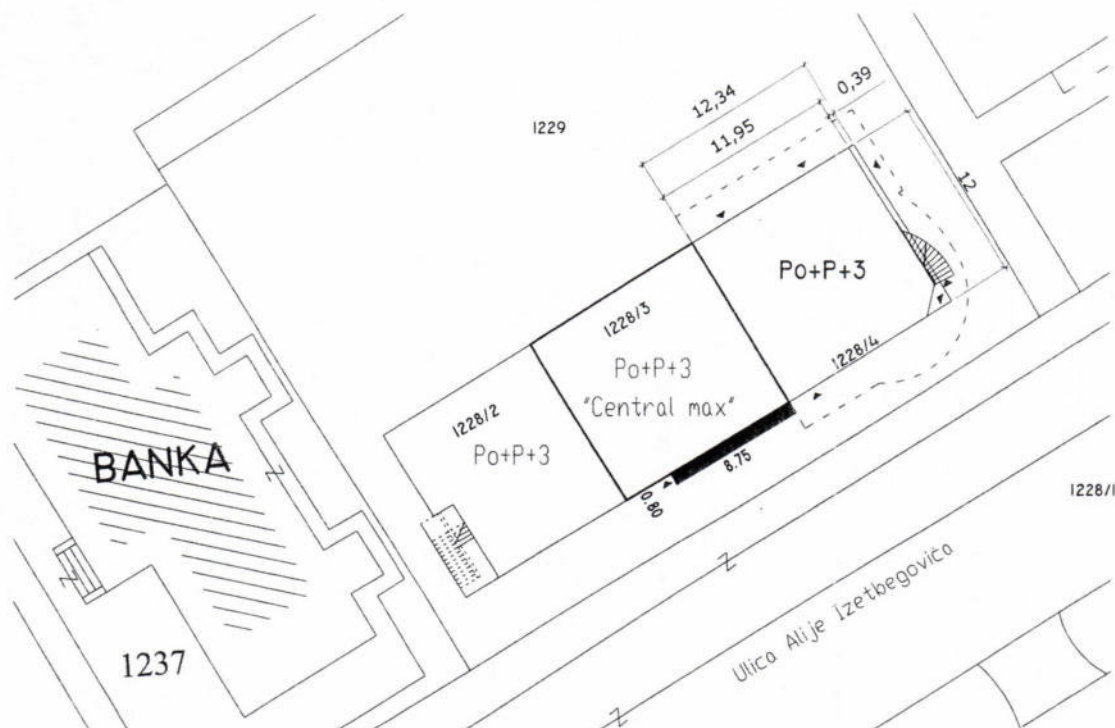 12,34
0,39
11,95
1229
12
Po+P+3
1228/3
Po+P+3
"Central max"
1228/4
1228/2
Po+P+3
BANKA
8.75
0.80
1228/1
Ulica Alije Izetbegovića
1237